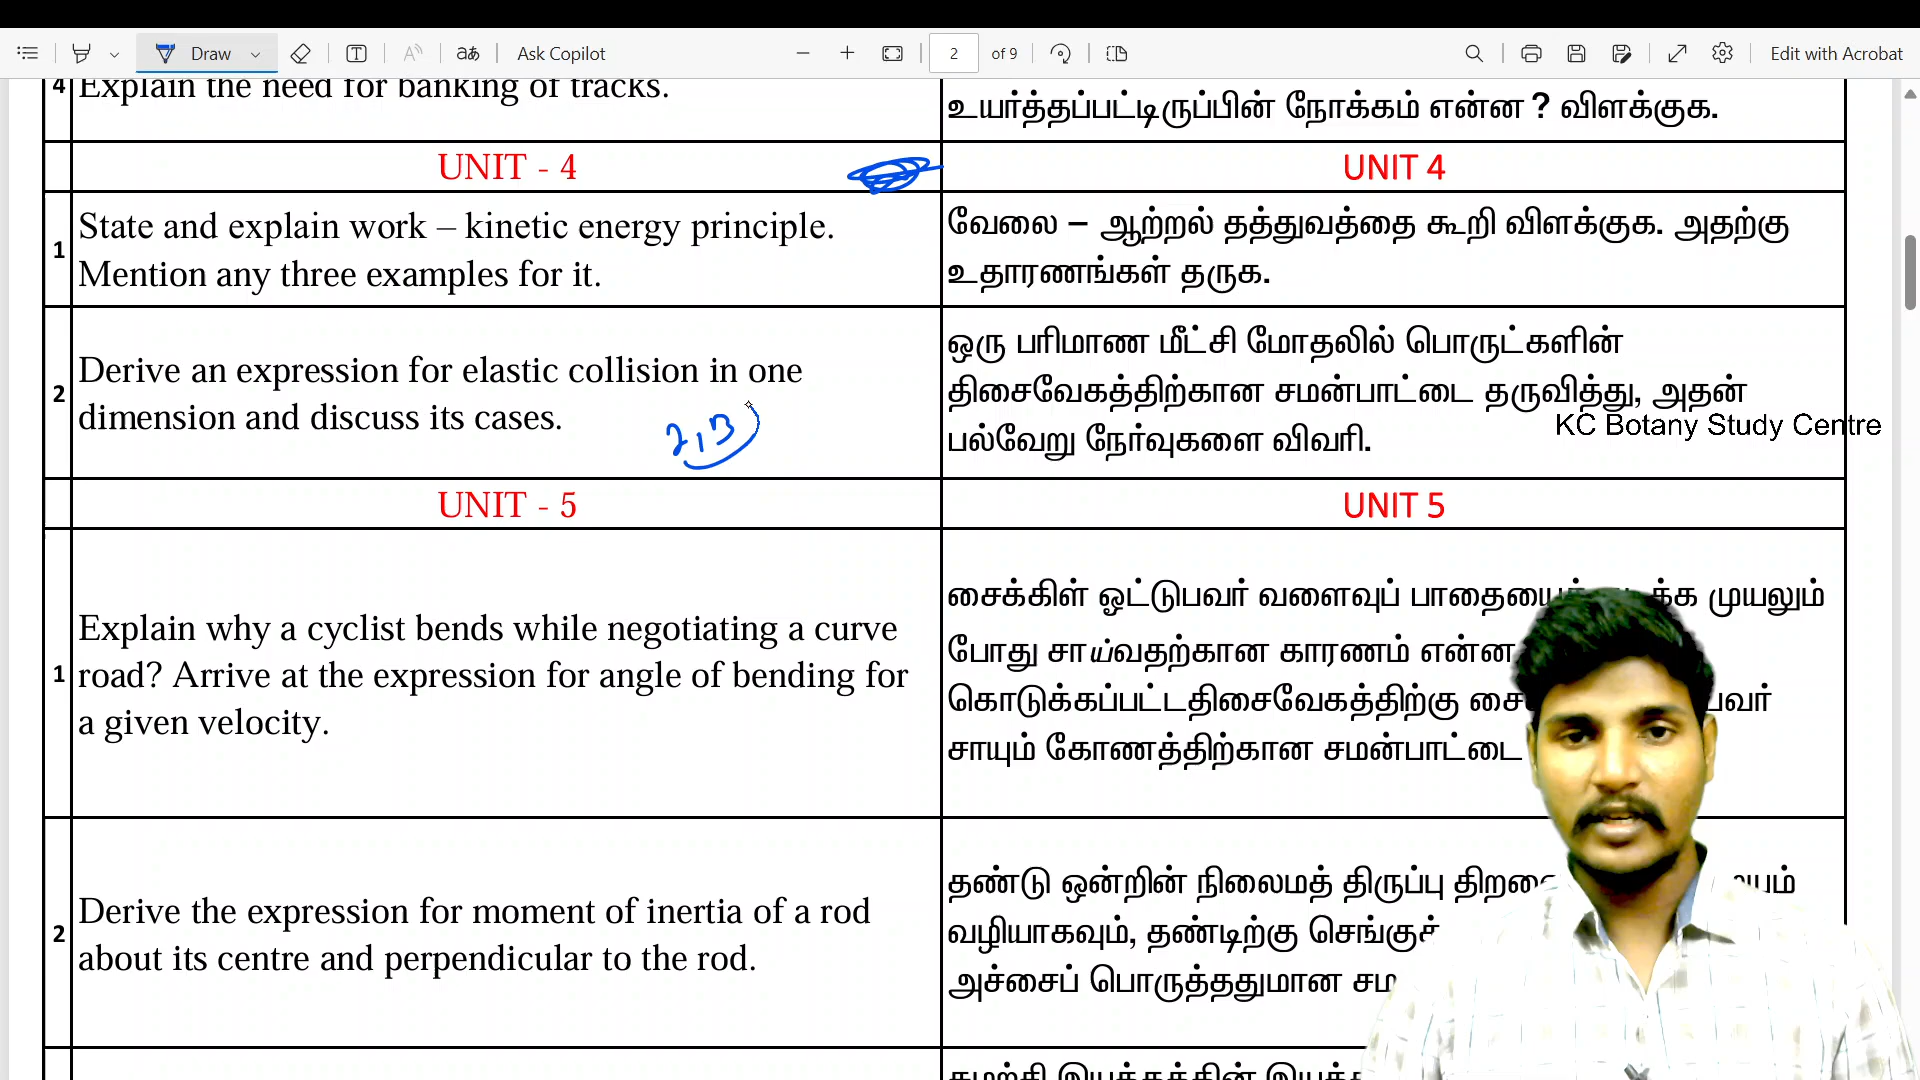 Draw
Ask Copilot
2 of 9
Edit with Acrobat
4 Explain the need for banking of tracks.
உயர்த்தப்பட்டிருப்பின் நோக்கம் என்ன ? விளக்குக.
UNIT - 4
UNIT 4
1
State and explain work – kinetic energy principle.
Mention any three examples for it.
வேலை – ஆற்றல் தத்துவத்தை கூறி விளக்குக. அதற்கு
உதாரணங்கள் தருக.
2
Derive an expression for elastic collision in one
dimension and discuss its cases.
2,3
ஒரு பரிமாண மீட்சி மோதலில் பொருட்களின்
திசைவேகத்திற்கான சமன்பாட்டை தருவித்து, அதன்
பல்வேறு நேர்வுகளை விவரி.
KC Botany Study Centre
UNIT - 5
UNIT 5
1
Explain why a cyclist bends while negotiating a curve
road? Arrive at the expression for angle of bending for
a given velocity.
சைக்கிள் ஓட்டுபவர் வளைவுப் பாதையைக் முயலும்
போது சாய்வதற்கான காரணம் என்ன
கொடுக்கப்பட்டதிசைவேகத்திற்கு
சாயும் கோணத்திற்கான சமன்பாட்டை
2
Derive the expression for moment of inertia of a rod
about its centre and perpendicular to the rod.
தண்டு ஒன்றின் நிலைமத் திருப்பு
வழியாகவும், தண்டிற்கு செங்குத்
அச்சைப் பொருத்ததுமான